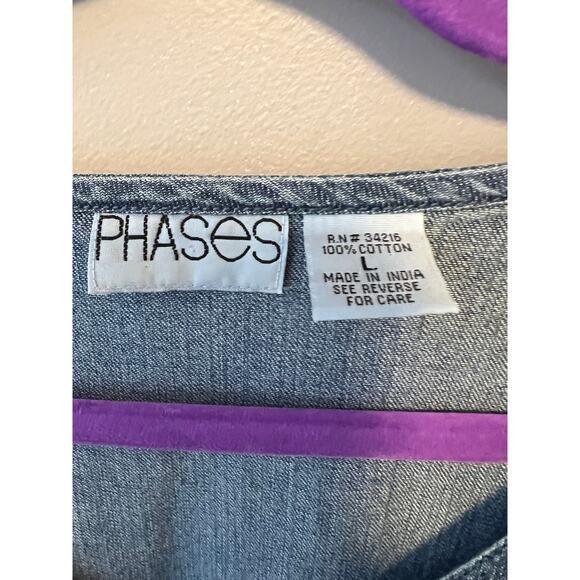 PHASES
R.N# 34216
100% COTTON
L
MADE IN INDIA
SEE REVERSE
FOR CARE